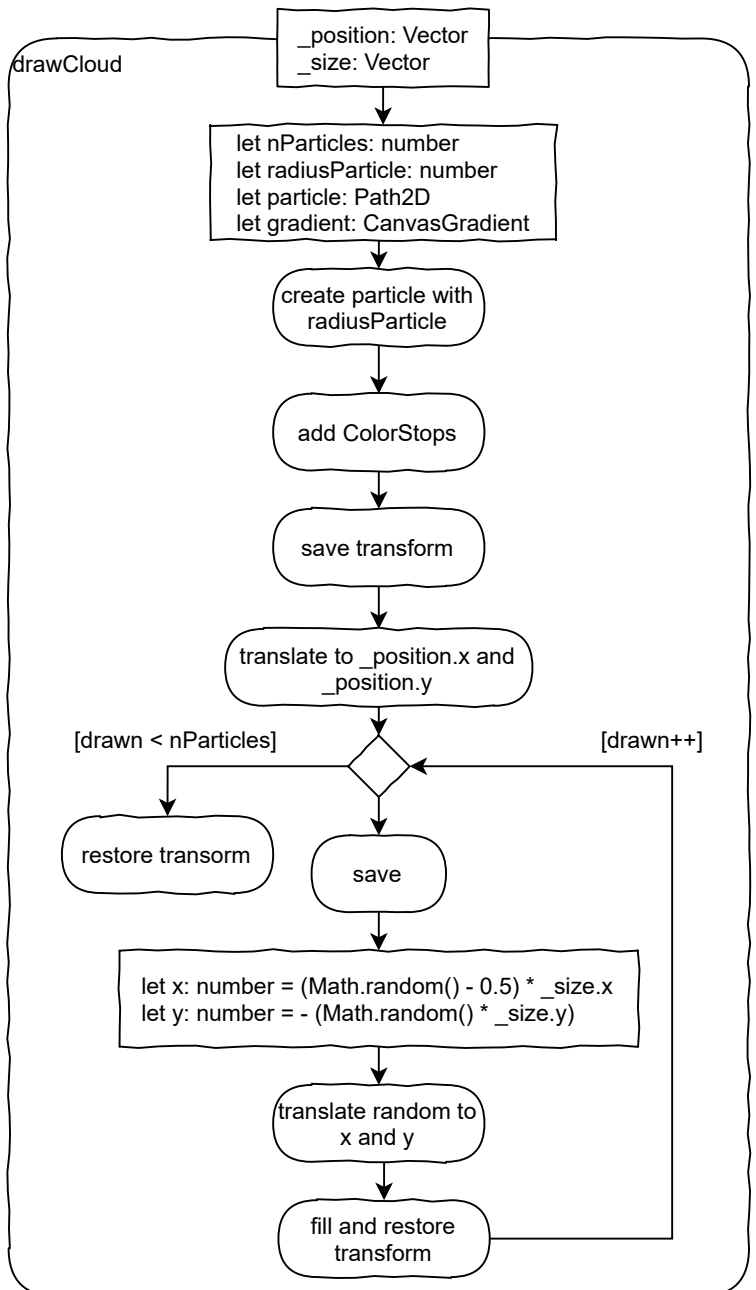 _position: Vector
_size: Vector
drawCloud
let nParticles: number
let radiusParticle: number
let particle: Path2D
let gradient: CanvasGradient
create particle with
radiusParticle
add ColorStops
save transform
translate to _position.x and
_position.y
[drawn < nParticles]
[drawn++]
restore transorm
save
let x: number = (Math.random() - 0.5) * _size.x
let y: number = - (Math.random() * _size.y)
translate random to
x and y
fill and restore
transform